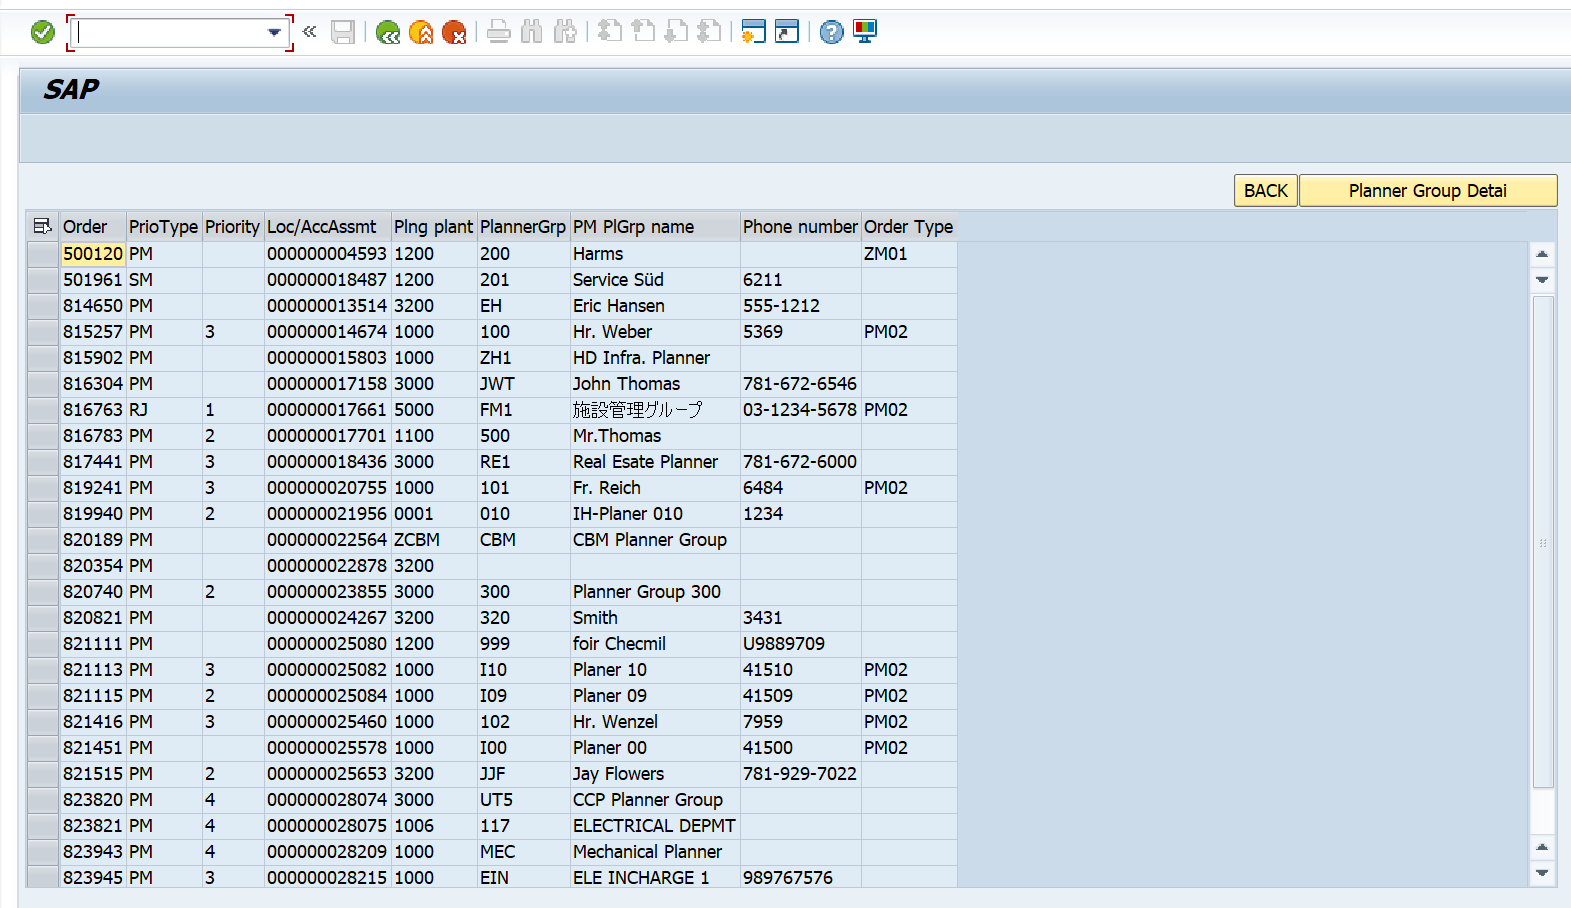 SAP
BACK Planner Group Detai
Order PrioType Priority Loc/AccAssmt Plng plant PlannerGrp PM PlGrp name Phone number Order Type
500120 PM 000000004593 1200 200 Harms ZM01
501961 SM 000000018487 1200 201 Service Süd 6211
814650 PM 000000013514 3200 EH Eric Hansen 555-1212
815257 PM 3 000000014674 1000 100 Hr. Weber 5369 PM02
815902 PM 000000015803 1000 ZH1 HD Infra. Planner
816304 PM 000000017158 3000 JWT John Thomas 781-672-6546
816763 RJ 1 000000017661 5000 FM1 施設管理グループ 03-1234-5678 PM02
816783 PM 2 000000017701 1100 500 Mr.Thomas
817441 PM 3 000000018436 3000 RE1 Real Esate Planner 781-672-6000
819241 PM 3 000000020755 1000 101 Fr. Reich 6484 PM02
819940 PM 2 000000021956 0001 010 IH-Planer 010 1234
820189 PM 000000022564 ZCBM CBM CBM Planner Group
820354 PM 000000022878 3200
820740 PM 2 000000023855 3000 300 Planner Group 300
820821 PM 000000024267 3200 320 Smith 3431
821111 PM 000000025080 1200 999 foir Checmil U9889709
821113 PM 3 000000025082 1000 I10 Planer 10 41510 PM02
821115 PM 2 000000025084 1000 I09 Planer 09 41509 PM02
821416 PM 3 000000025460 1000 102 Hr. Wenzel 7959 PM02
821451 PM 000000025578 1000 I00 Planer 00 41500 PM02
821515 PM 2 000000025653 3200 JJF Jay Flowers 781-929-7022
823820 PM 4 000000028074 3000 UT5 CCP Planner Group
823821 PM 4 000000028075 1006 117 ELECTRICAL DEPMT
823943 PM 4 000000028209 1000 MEC Mechanical Planner
823945 PM 3 000000028215 1000 EIN ELE INCHARGE 1 989767576